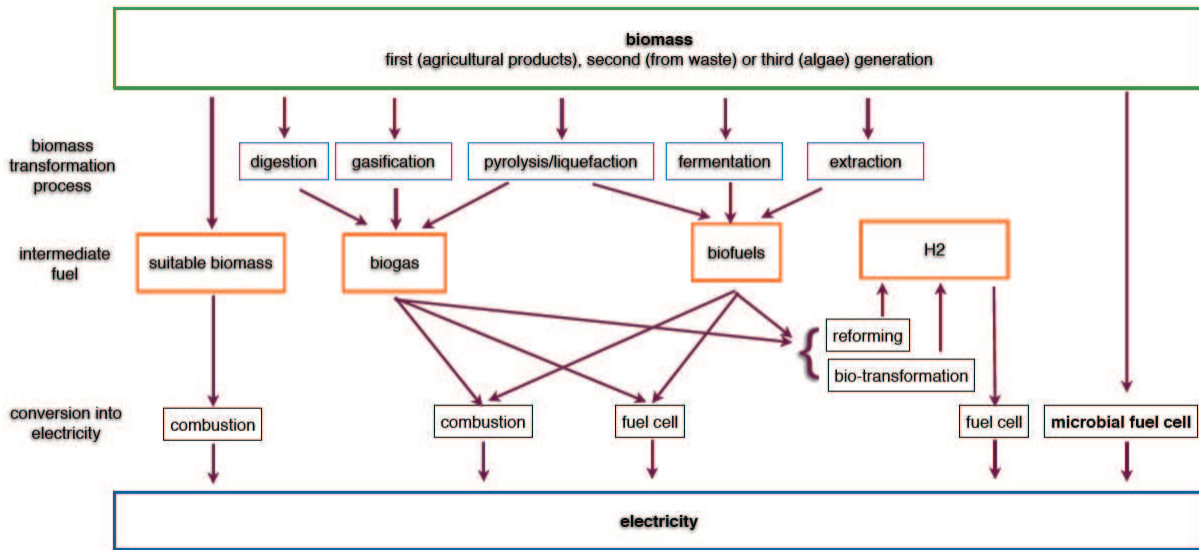 biomass
first (agricultural products), second (from waste) or third (algae) generation
biomass
transformation
process
digestion
gasification
pyrolysis/liquefaction
fermentation
extraction
intermediate
fuel
suitable biomass
biogas
biofuels
H2
reforming
bio-transformation
conversion into
electricity
combustion
combustion
fuel cell
fuel cell
microbial fuel cell
electricity